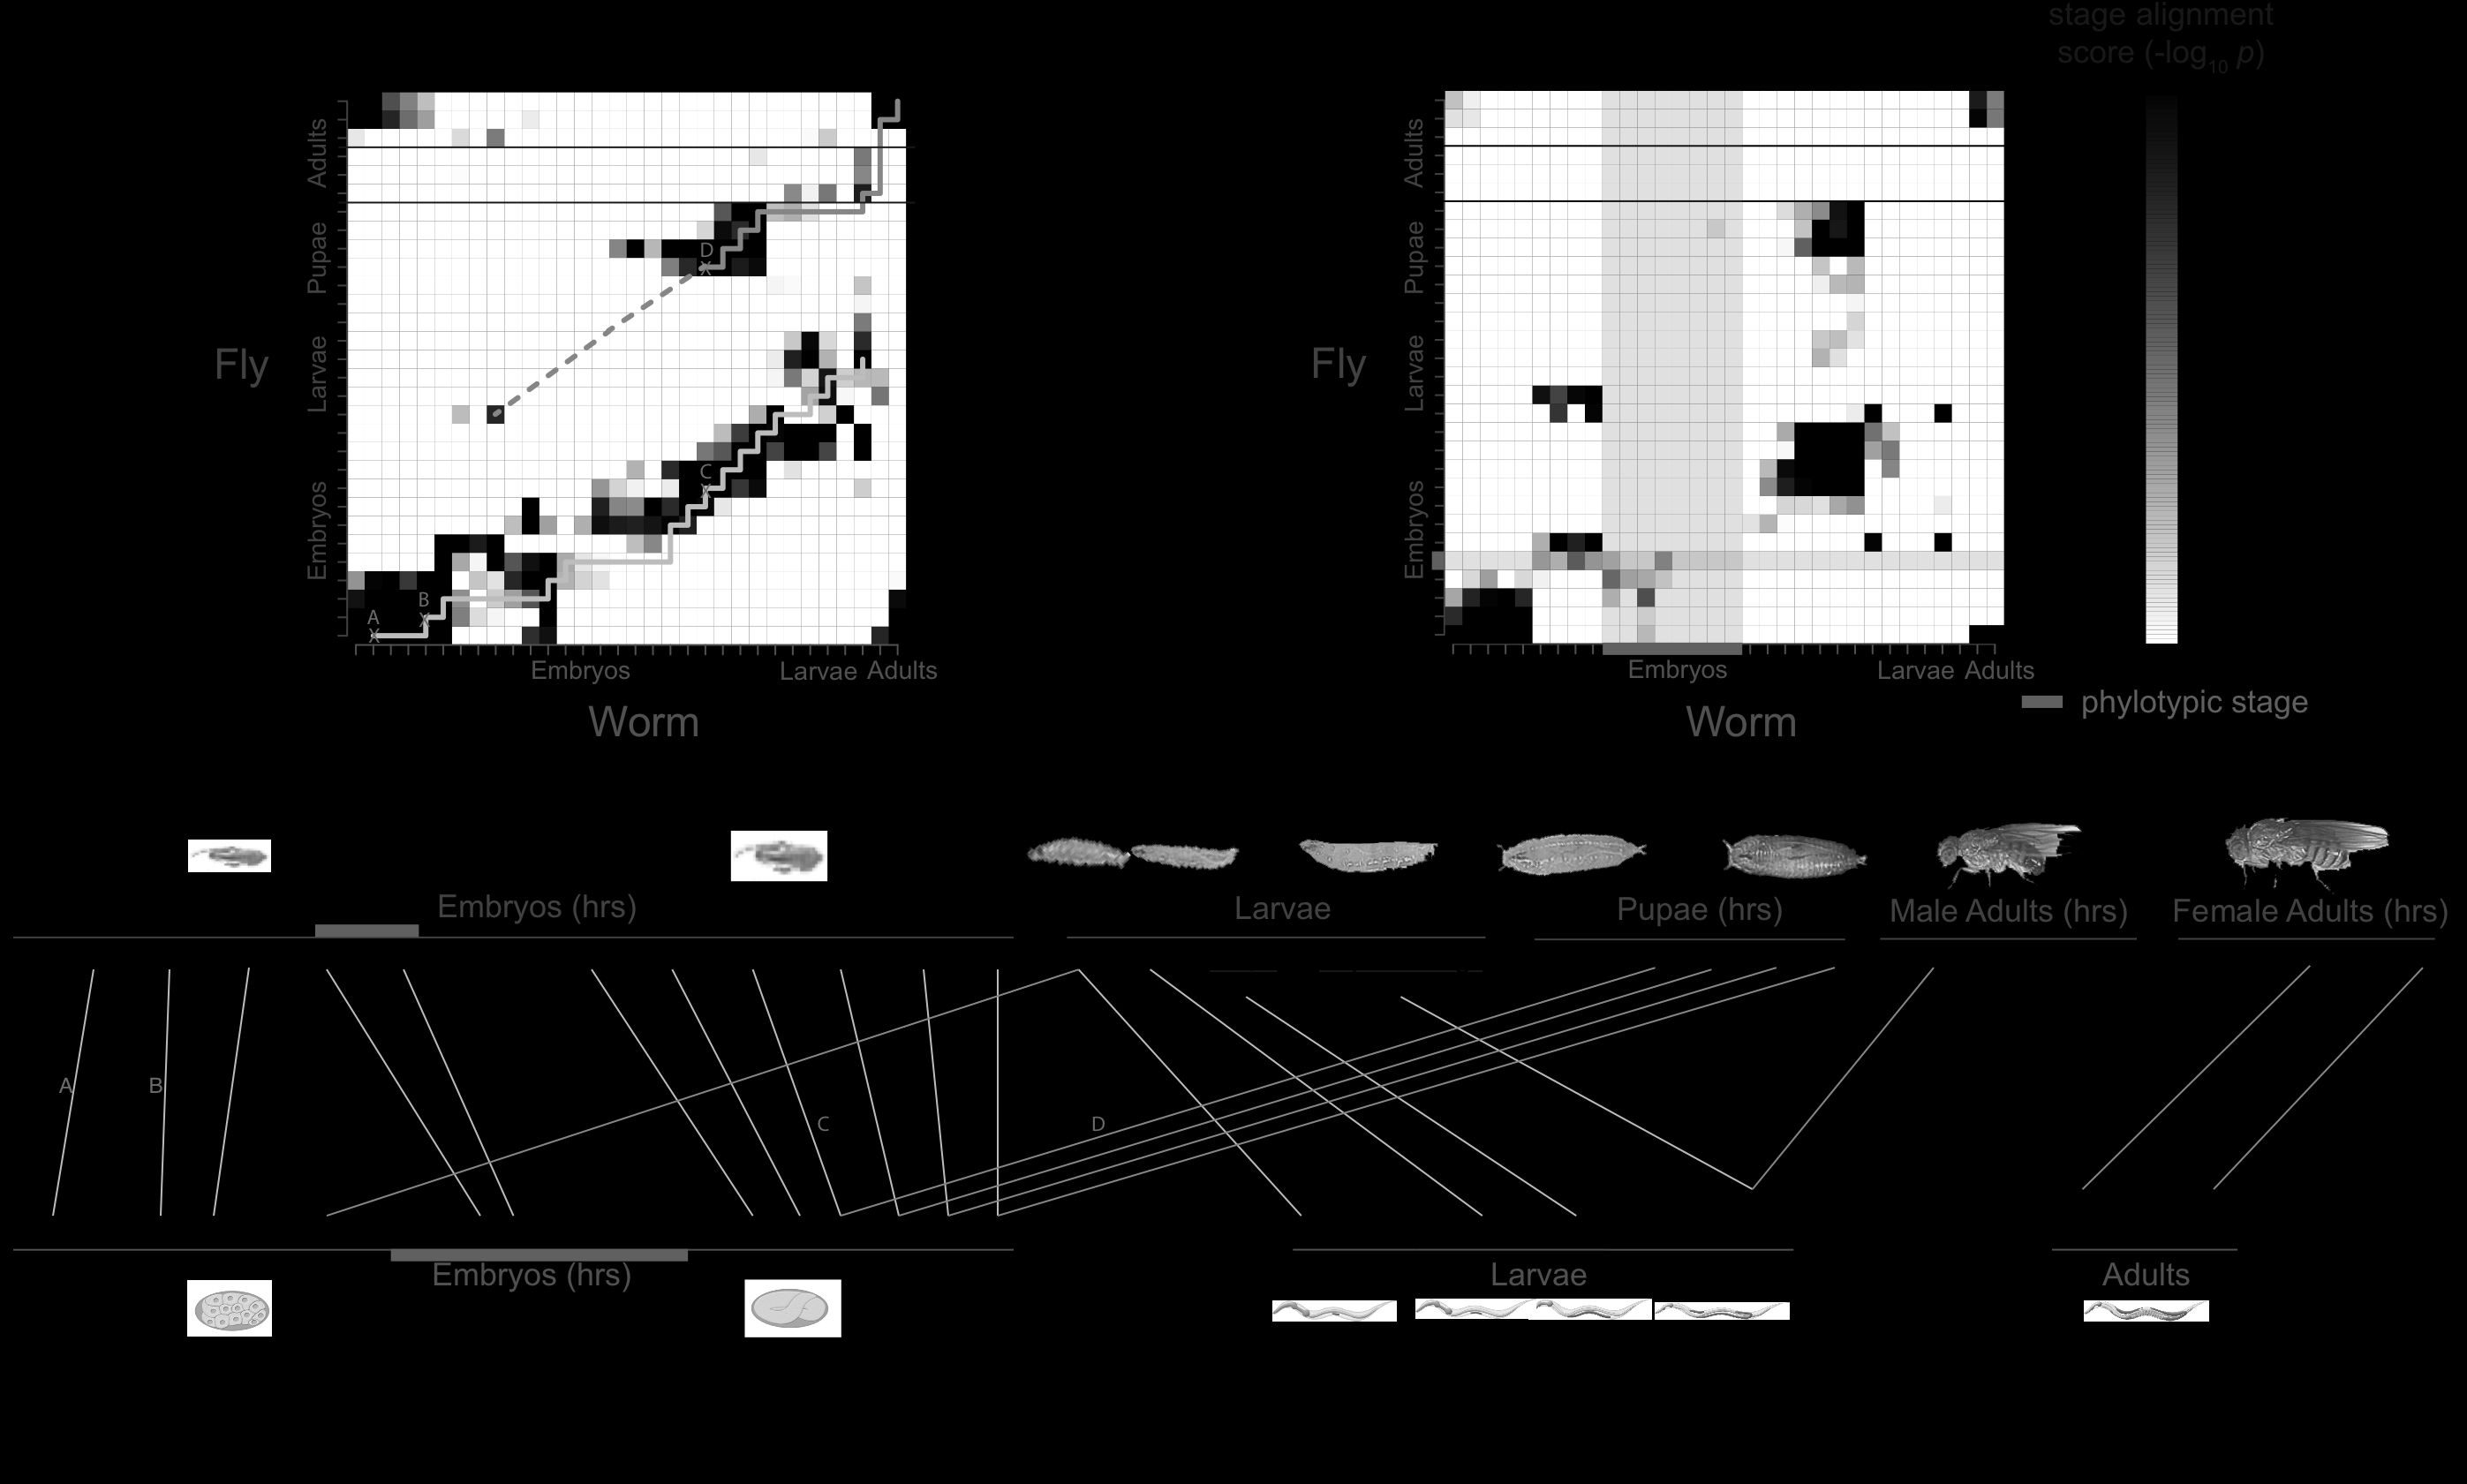 stage alignment
score (-log10 p)
Adults
Pupae
Larvae
Embryos
Fly
A
X
B
X
C
X
D
X
Embryos
Larvae
Adults
Worm
Adults
Pupae
Larvae
Embryos
Fly
Embryos
Larvae
Adults
Worm
phylotypic stage
Embryos (hrs)
Larvae
Pupae (hrs)
Male Adults (hrs)
Female Adults (hrs)
A
B
C
D
Embryos (hrs)
Larvae
Adults